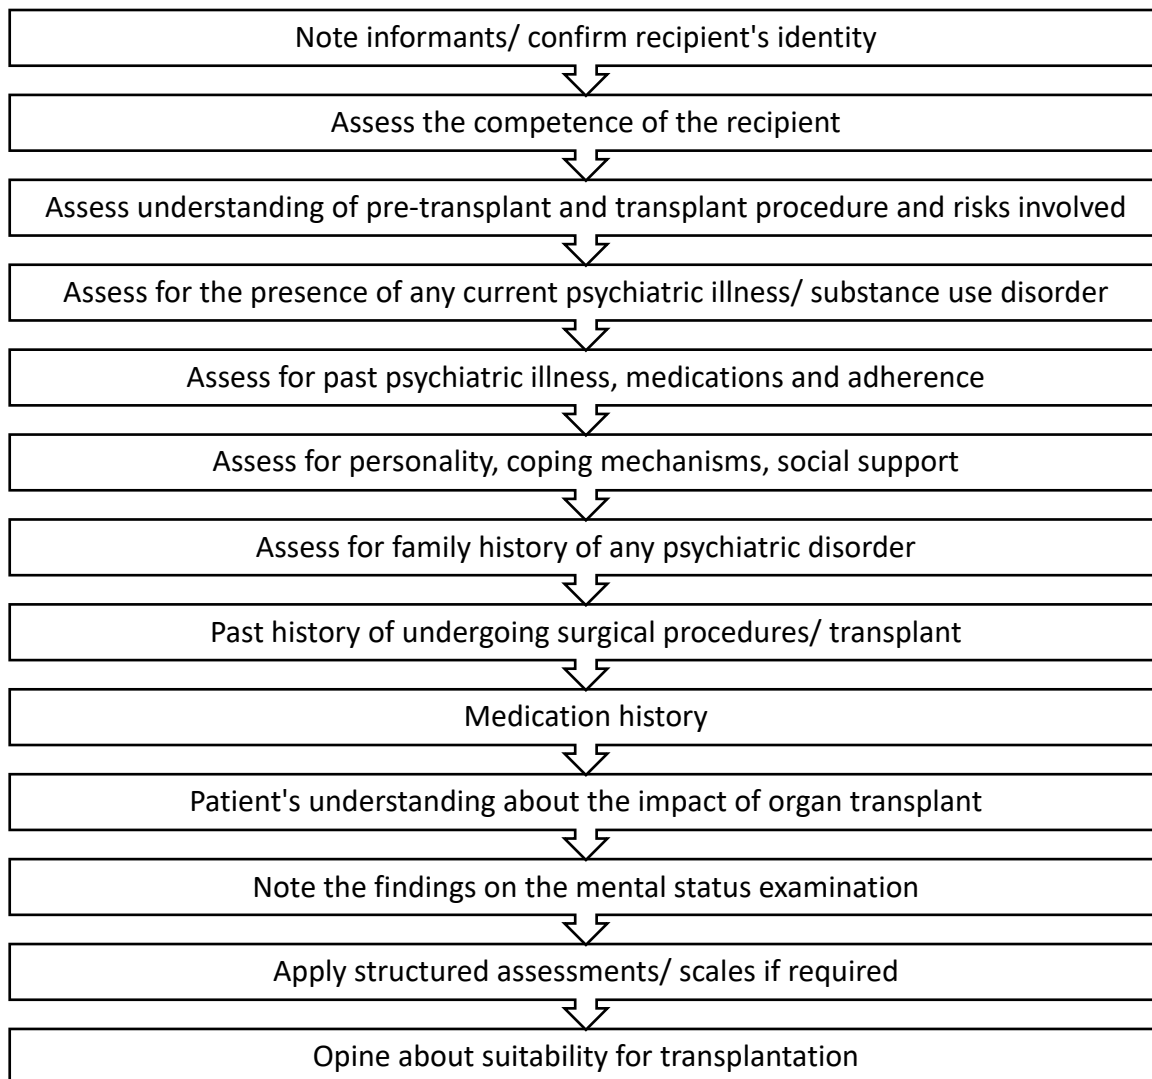 Note informants/ confirm recipient's identity
Assess the competence of the recipient
Assess understanding of pre-transplant and transplant procedure and risks involved
Assess for the presence of any current psychiatric illness/ substance use disorder
Assess for past psychiatric illness, medications and adherence
Assess for personality, coping mechanisms, social support
Assess for family history of any psychiatric disorder
Past history of undergoing surgical procedures/ transplant
Medication history
Patient's understanding about the impact of organ transplant
Note the findings on the mental status examination
Apply structured assessments/ scales if required
Opine about suitability for transplantation